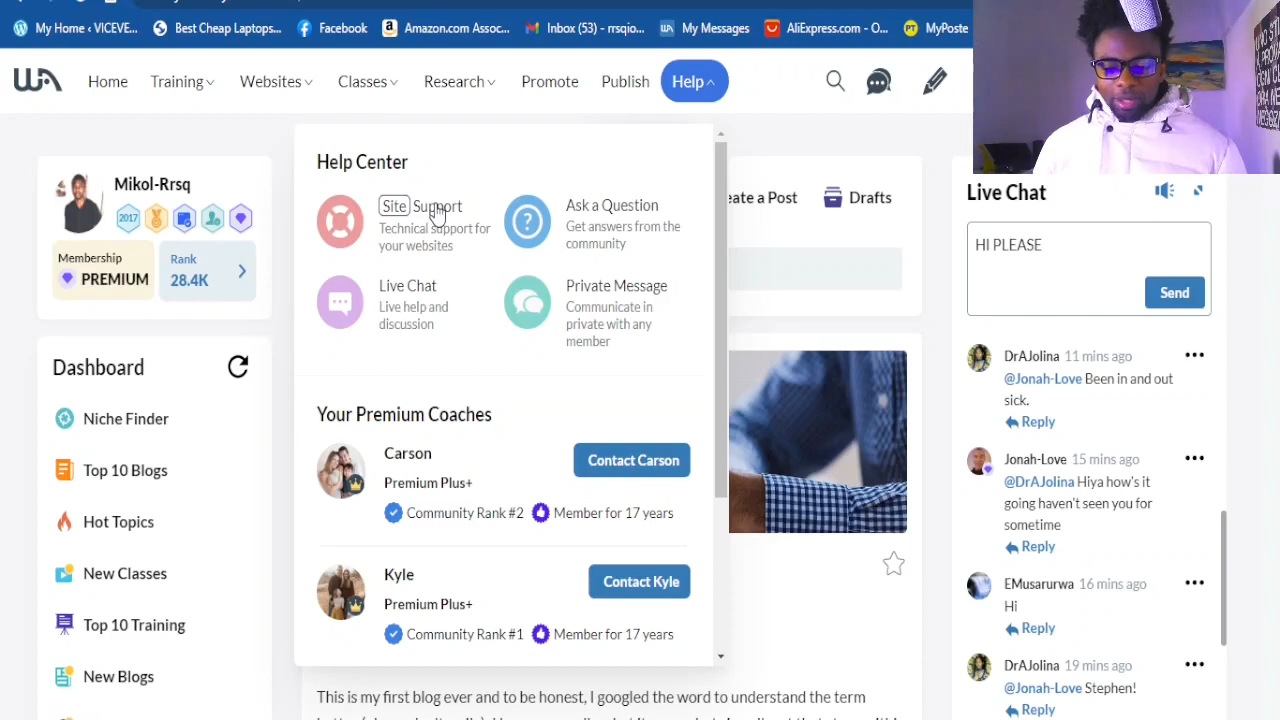 My Home ‹ VICEVE...
Best Cheap Laptops...
Facebook
Amazon.com Assoc...
Inbox (53) - rrsqio...
My Messages
AliExpress.com - O...
MyPoste
WA
Home
Training
Websites
Classes
Research
Promote
Publish
Help
Mikol-Rrsq
2017
Membership
PREMIUM
Rank
28.4K
Dashboard
Niche Finder
Top 10 Blogs
Hot Topics
New Classes
Top 10 Training
New Blogs
Help Center
Site Support
Technical support for
your websites
Ask a Question
Get answers from the
community
Live Chat
Live help and
discussion
Private Message
Communicate in
private with any
member
Your Premium Coaches
Carson
Premium Plus+
Contact Carson
Community Rank #2
Member for 17 years
Kyle
Premium Plus+
Contact Kyle
Community Rank #1
Member for 17 years
eate a Post
Drafts
This is my first blog ever and to be honest, I googled the word to understand the term
Live Chat
HI PLEASE
Send
DrAJolina 11 mins ago
@Jonah-Love Been in and out
sick.
Reply
Jonah-Love 15 mins ago
@DrAJolina Hiya how's it
going haven't seen you for
sometime
Reply
EMusarurwa 16 mins ago
Hi
Reply
DrAJolina 19 mins ago
@Jonah-Love Stephen!
Reply